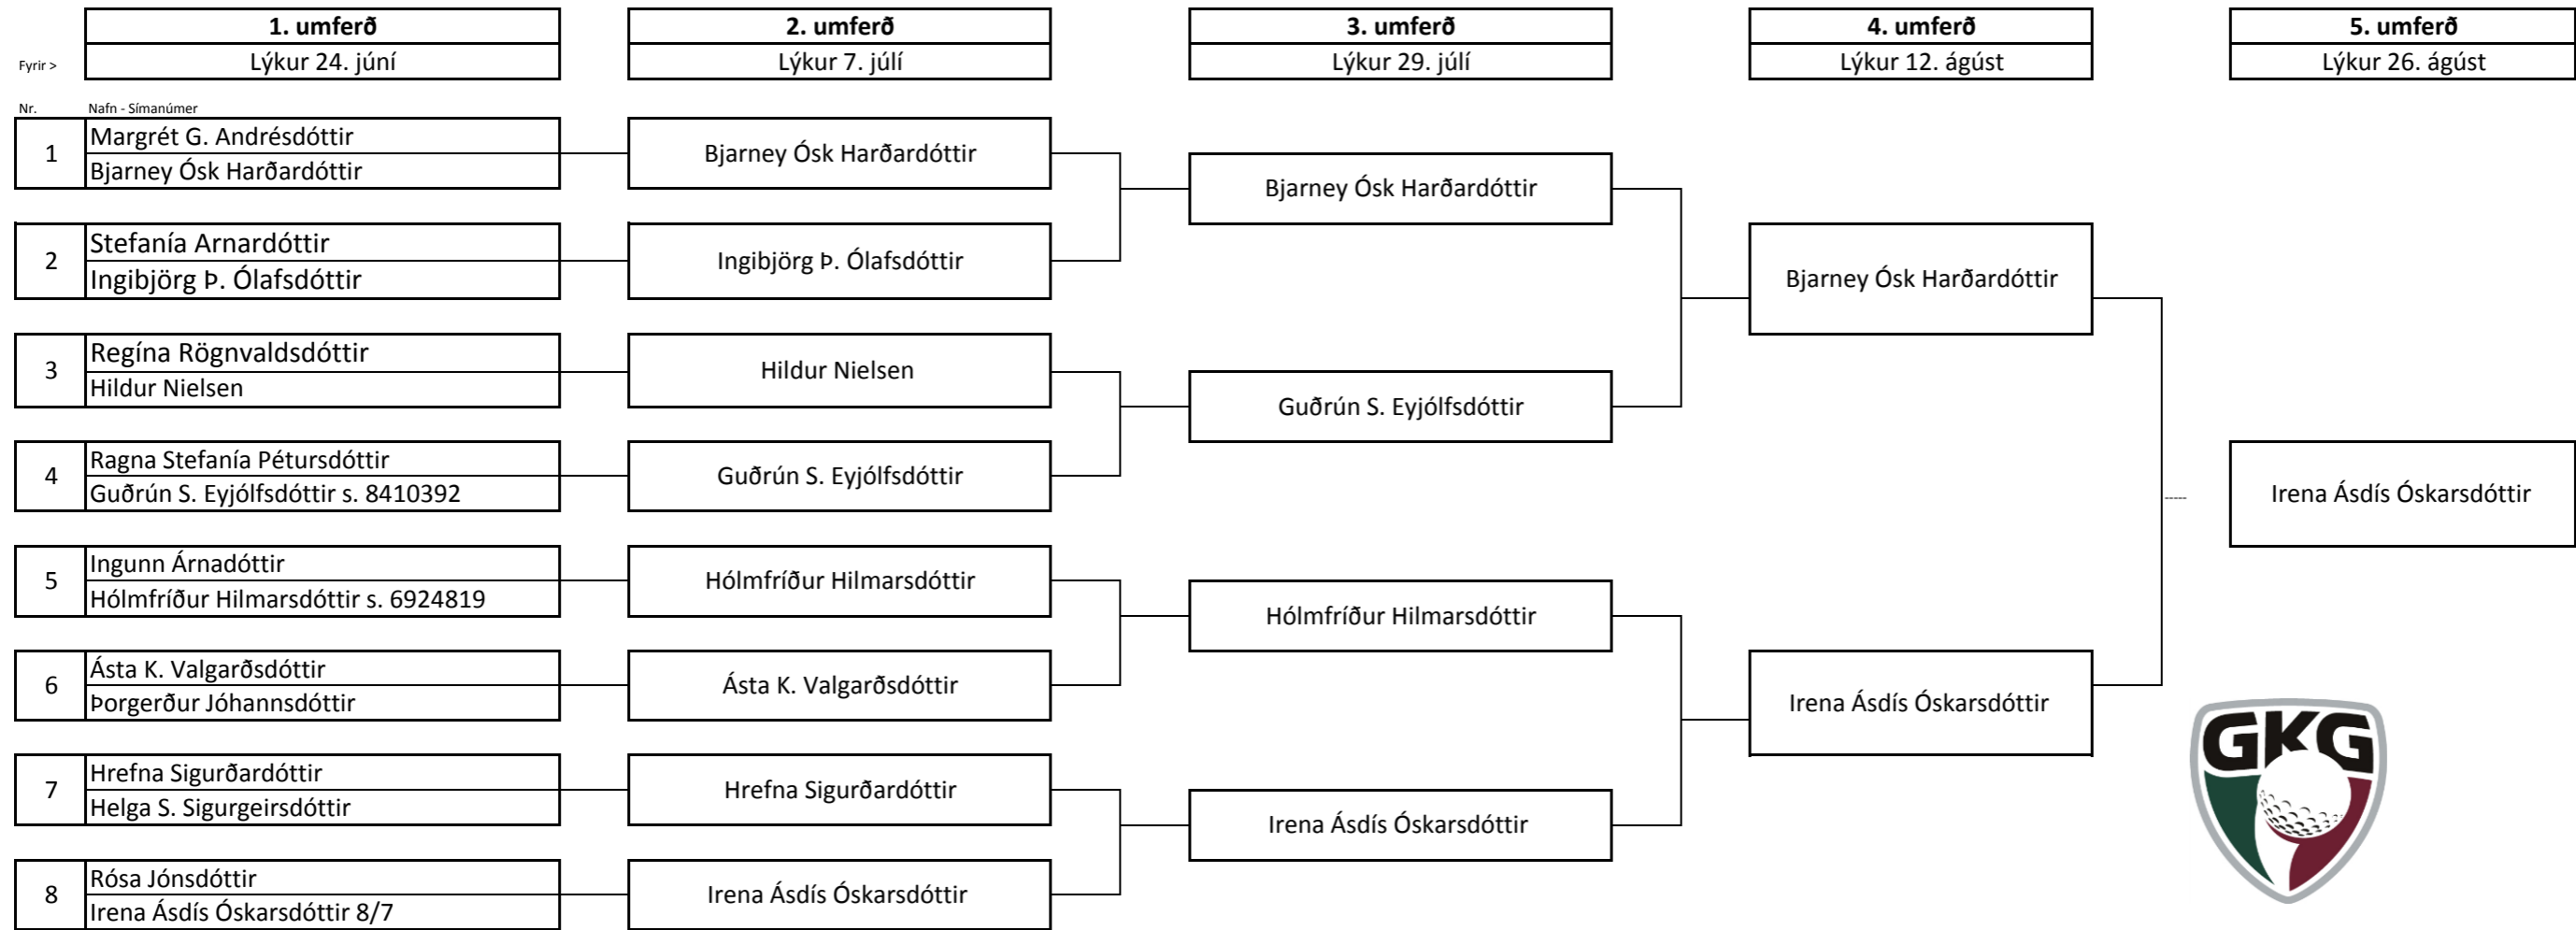 1. umferð
Lýkur 24. júní
2. umferð
Lýkur 7. júlí
3. umferð
Lýkur 29. júlí
4. umferð
Lýkur 12. ágúst
5. umferð
Lýkur 26. ágúst
Fyrir >
Nr.
Nafn - Símanúmer
1
Margrét G. Andrésdóttir
Bjarney Ósk Harðardóttir
2
Stefanía Arnardóttir
Ingibjörg Þ. Ólafsdóttir
3
Regína Rögnvaldsdóttir
Hildur Nielsen
4
Ragna Stefanía Pétursdóttir
Guðrún S. Eyjólfsdóttir s. 8410392
5
Ingunn Árnadóttir
Hólmfríður Hilmarsdóttir s. 6924819
6
Ásta K. Valgarðsdóttir
Þorgerður Jóhannsdóttir
7
Hrefna Sigurðardóttir
Helga S. Sigurgeirsdóttir
8
Rósa Jónsdóttir
Irena Ásdís Óskarsdóttir 8/7
Bjarney Ósk Harðardóttir
Ingibjörg Þ. Ólafsdóttir
Hildur Nielsen
Guðrún S. Eyjólfsdóttir
Hólmfríður Hilmarsdóttir
Ásta K. Valgarðsdóttir
Hrefna Sigurðardóttir
Irena Ásdís Óskarsdóttir
Bjarney Ósk Harðardóttir
Guðrún S. Eyjólfsdóttir
Hólmfríður Hilmarsdóttir
Irena Ásdís Óskarsdóttir
Bjarney Ósk Harðardóttir
Irena Ásdís Óskarsdóttir
Irena Ásdís Óskarsdóttir
GKG